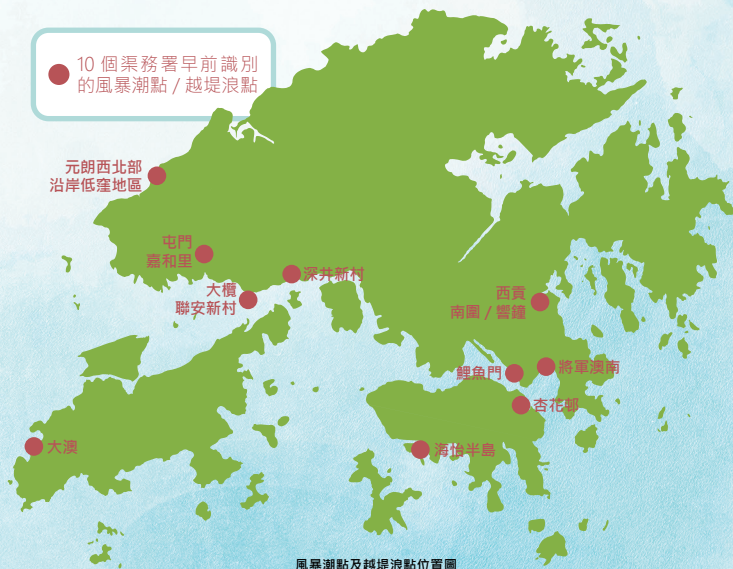 10 個渠務署早前識別
的風暴潮點 / 越堤浪點
元朗西北部
沿岸低窪地區
屯門
嘉和里
深井新村
大欖
聯安新村
西貢
南圍 / 響鐘
鯉魚門
將軍澳南
杏花邨
大澳
海怡半島
風暴潮點及越堤浪點位置圖